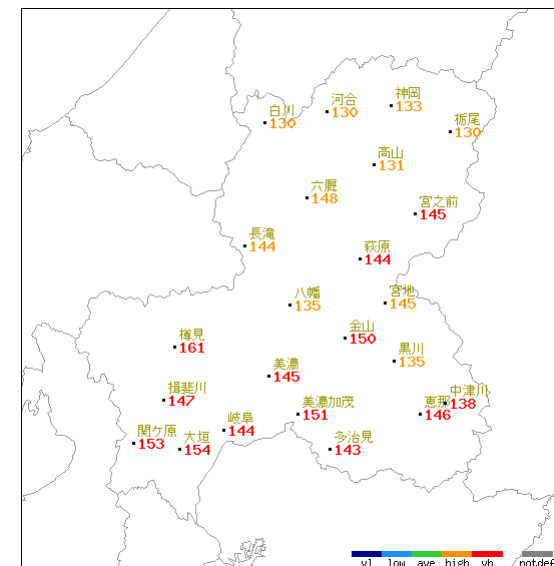 神岡
133
河合
130
白川
130
栃尾
130
高山
131
六厩
148
宮之前
145
長滝
144
萩原
144
宮地
145
八幡
135
金山
150
樽見
161
黒川
135
美濃
145
揖斐川
147
中津川
138
美濃加茂
151
恵那
146
岐阜
144
関ケ原
153
大垣
154
多治見
143
vl low ave high vh notdef